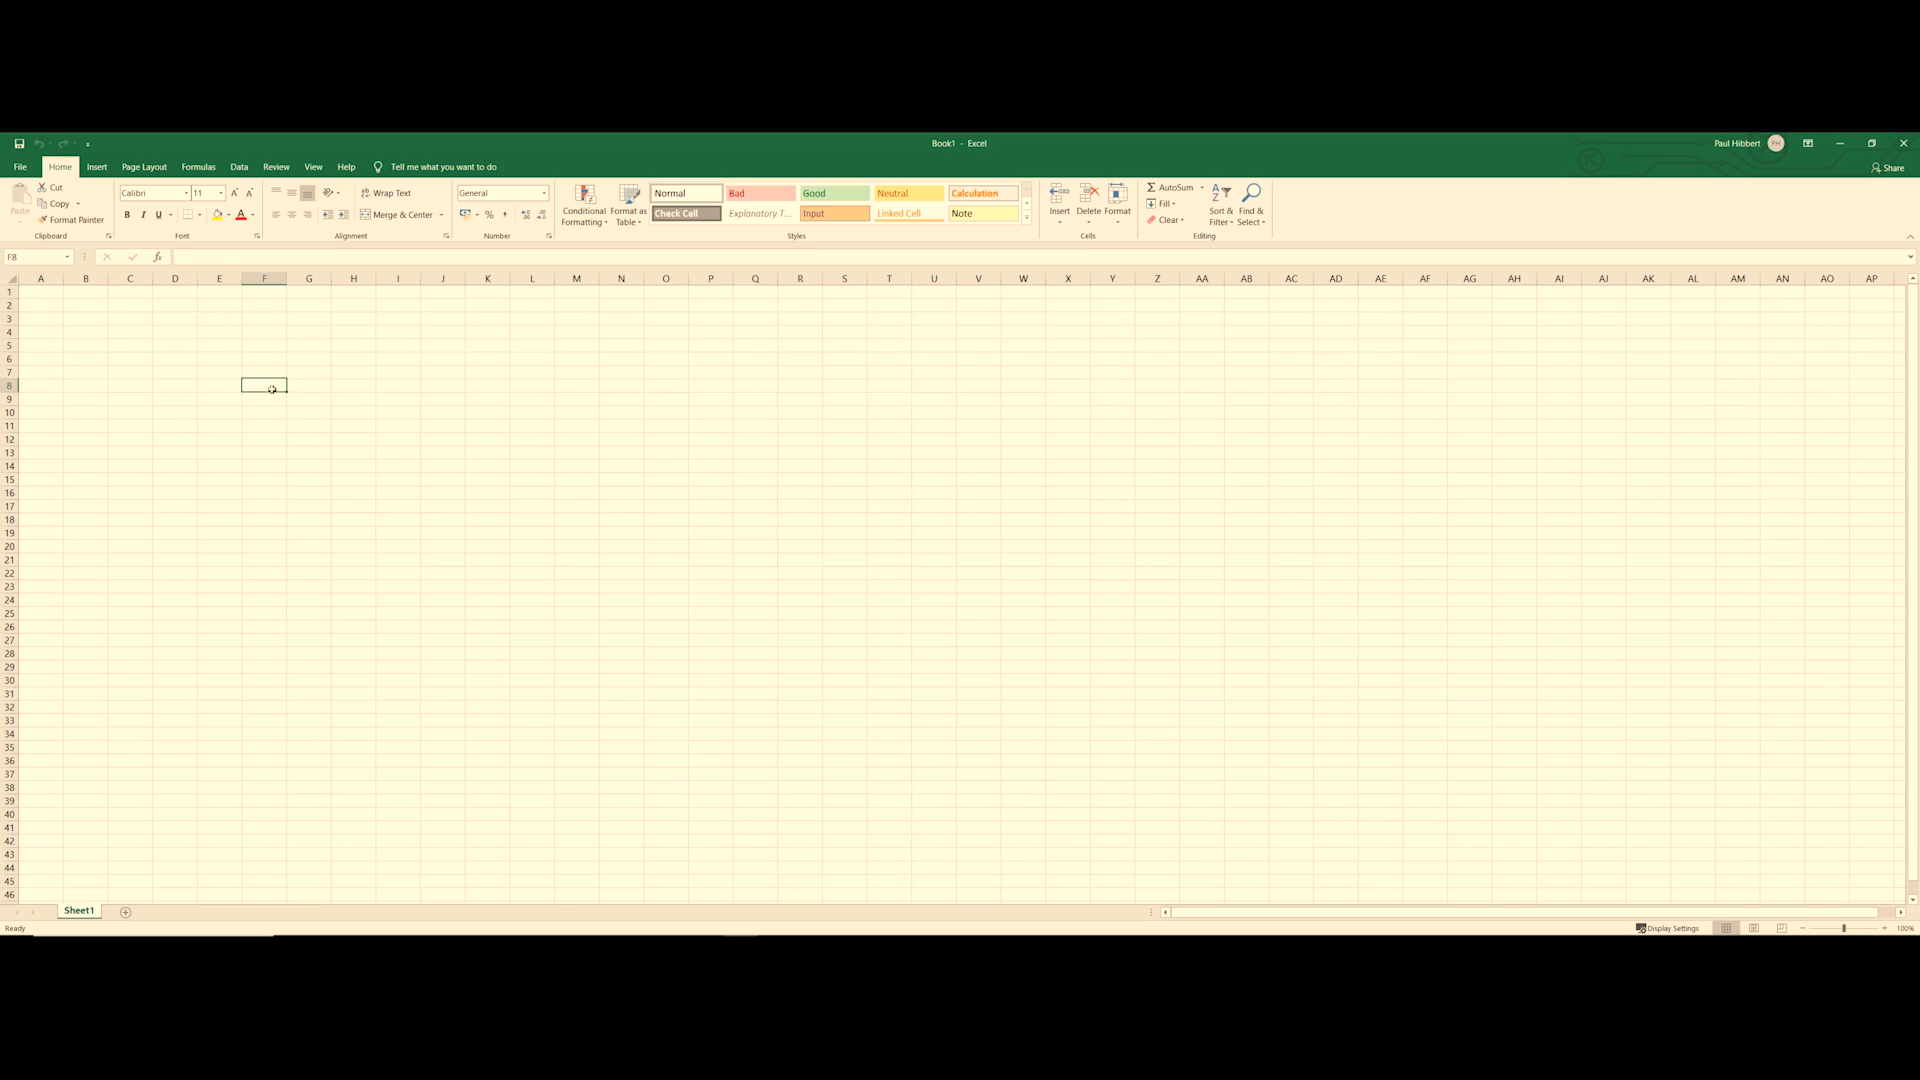 Book1 - Excel
Paul Hibbert
PH
File Home Insert Page Layout Formulas Data Review View Help Tell me what you want to do
Share
Paste
Cut
Copy
Format Painter
Clipboard
Calibri 11
B I U
Font
Wrap Text
Merge & Center
Alignment
General
%
Number
Conditional Formatting
Format as Table
Normal Bad Good Neutral Calculation
Check Cell Explanatory T... Input Linked Cell Note
Styles
Insert Delete Format
Cells
AutoSum
Fill
Clear
Sort & Filter
Find & Select
Editing
F8
fx
A B C D E F G H I J K L M N O P Q R S T U V W X Y Z AA AB AC AD AE AF AG AH AI AJ AK AL AM AN AO AP
1
2
3
4
5
6
7
8
9
10
11
12
13
14
15
16
17
18
19
20
21
22
23
24
25
26
27
28
29
30
31
32
33
34
35
36
37
38
39
40
41
42
43
44
45
46
Sheet1
Ready
Display Settings
100%